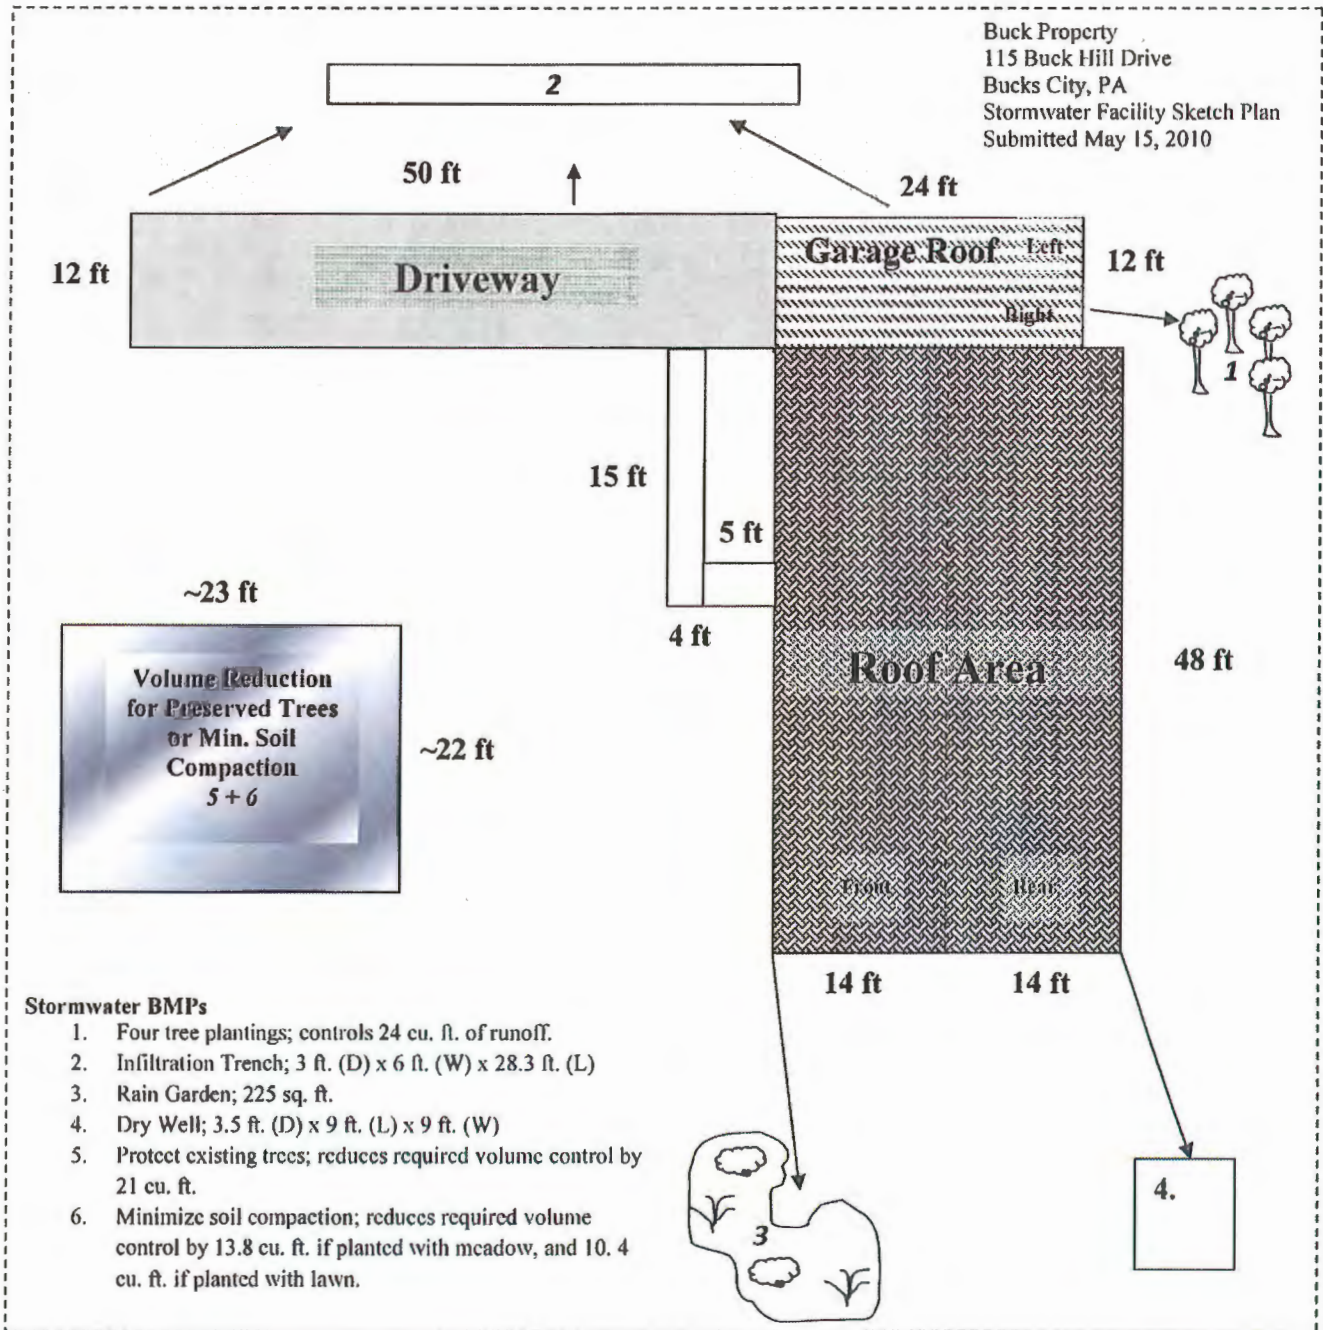 Buck Property
115 Buck Hill Drive
Bucks City, PA
Stormwater Facility Sketch Plan
Submitted May 15, 2010
2
50 ft
24 ft
12 ft
Driveway
Garage Roof
Left
Right
12 ft
1
15 ft
5 ft
4 ft
~23 ft
Volume Reduction
for Preserved Trees
or Min. Soil
Compaction
5 + 6
~22 ft
Roof Area
48 ft
Front
Rear
14 ft
14 ft
Stormwater BMPs
1. Four tree plantings; controls 24 cu. ft. of runoff.
2. Infiltration Trench; 3 ft. (D) x 6 ft. (W) x 28.3 ft. (L)
3. Rain Garden; 225 sq. ft.
4. Dry Well; 3.5 ft. (D) x 9 ft. (L) x 9 ft. (W)
5. Protect existing trees; reduces required volume control by
21 cu. ft.
6. Minimize soil compaction; reduces required volume
control by 13.8 cu. ft. if planted with meadow, and 10. 4
cu. ft. if planted with lawn.
3
4.